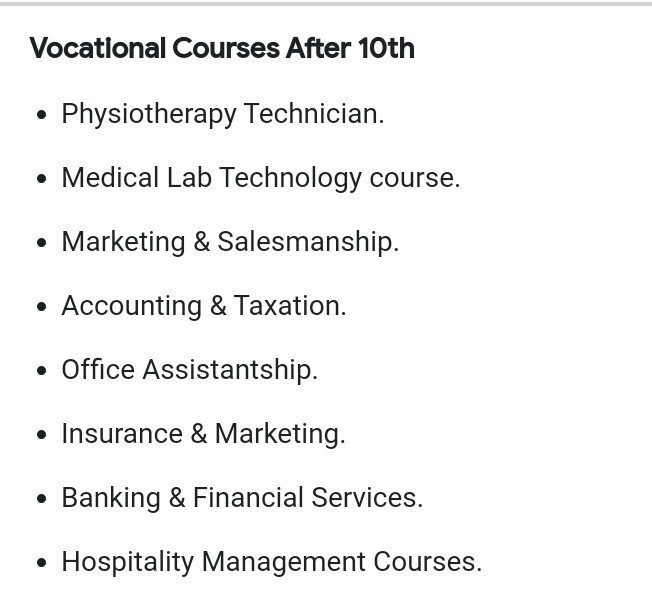 Vocational Courses After 10th
• Physiotherapy Technician.
• Medical Lab Technology course.
• Marketing & Salesmanship.
• Accounting & Taxation.
• Office Assistantship.
• Insurance & Marketing.
• Banking & Financial Services.
• Hospitality Management Courses.